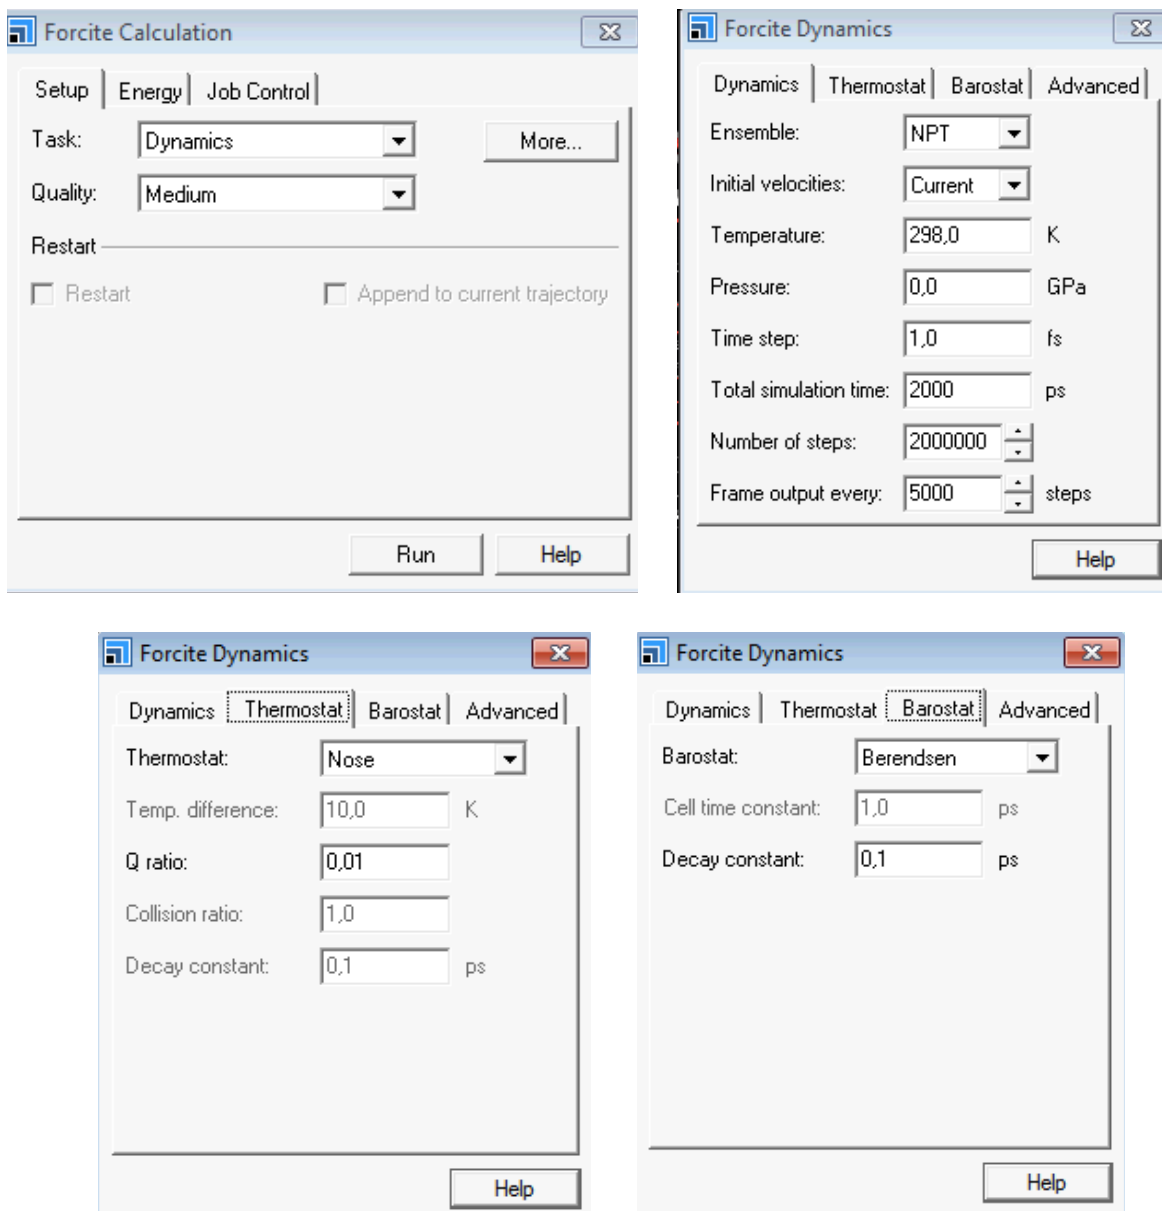 Forcite Calculation
Setup Energy Job Control
Task: Dynamics More...
Quality: Medium
Restart
Restart Append to current trajectory
Run Help
Forcite Dynamics
Dynamics Thermostat Barostat Advanced
Ensemble: NPT
Initial velocities: Current
Temperature: 298,0 K
Pressure: 0,0 GPa
Time step: 1,0 fs
Total simulation time: 2000 ps
Number of steps: 2000000
Frame output every: 5000 steps
Help
Forcite Dynamics
Dynamics Thermostat Barostat Advanced
Thermostat: Nose
Temp. difference: 10,0 K
Q ratio: 0,01
Collision ratio: 1,0
Decay constant: 0,1 ps
Help
Forcite Dynamics
Dynamics Thermostat Barostat Advanced
Barostat: Berendsen
Cell time constant: 1,0 ps
Decay constant: 0,1 ps
Help